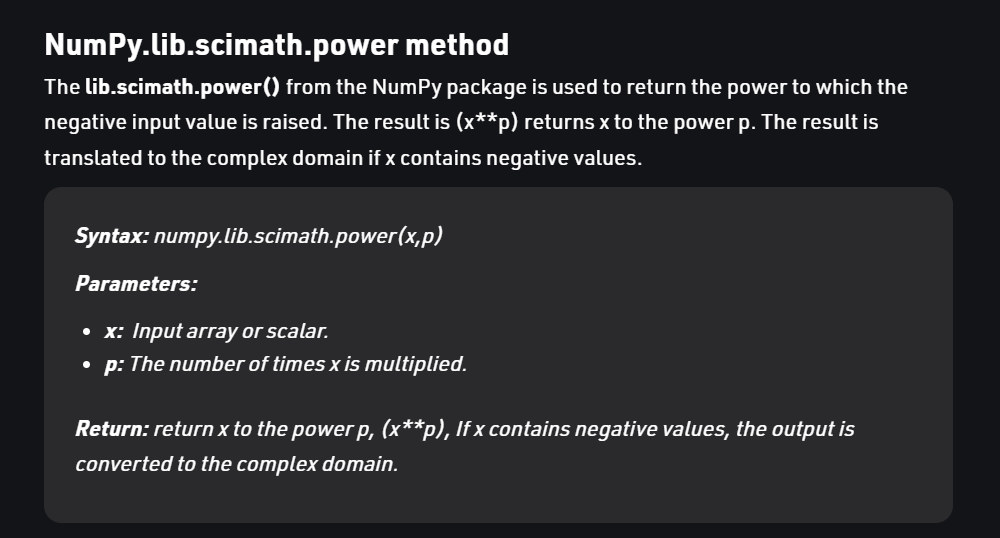 NumPy.lib.scimath.power method
The lib.scimath.power() from the NumPy package is used to return the power to which the
negative input value is raised. The result is (x**p) returns x to the power p. The result is
translated to the complex domain if x contains negative values.
Syntax: numpy.lib.scimath.power(x,p)
Parameters:
• x: Input array or scalar.
• p: The number of times x is multiplied.
Return: return x to the power p, (x**p), If x contains negative values, the output is
converted to the complex domain.